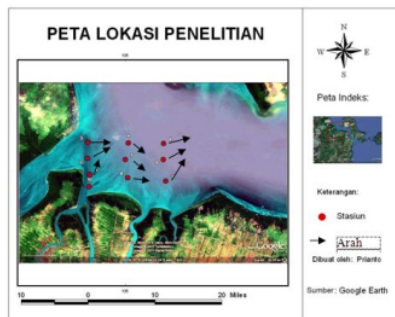 PETA LOKASI PENELITIAN
N
W E
S
Peta Indeks:
Keterangan:
Stasiun
Arah
Dibuat oleh: Prianto
Sumber: Google Earth
Google
10 0 10 20 Miles